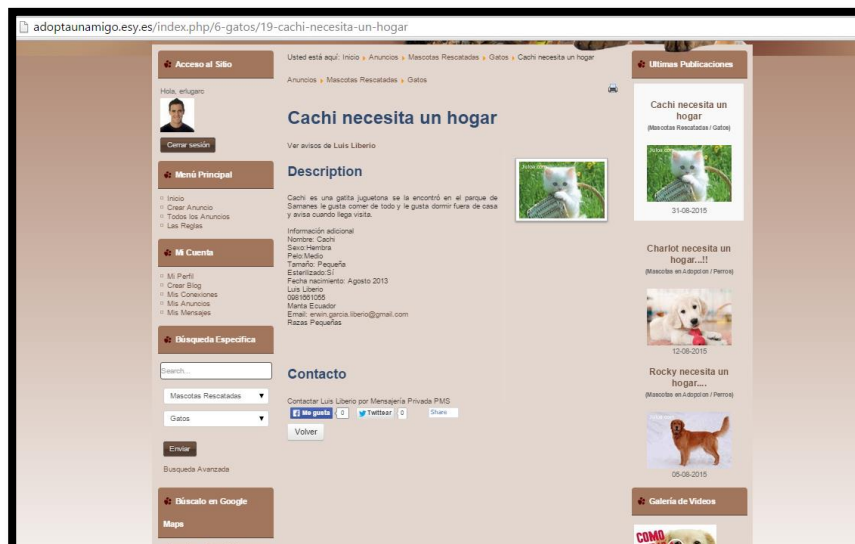 adoptaunamigo.esy.es/index.php/6-gatos/19-cachi-necesita-un-hogar
Acceso al Sitio
Hola, erlugarc
Cerrar sesión
Menú Principal
Inicio
Crear Anuncio
Todos los Anuncios
Las Reglas
Mi Cuenta
Mi Perfil
Crear Blog
Mis Conexiones
Mis Anuncios
Mis Mensajes
Búsqueda Especifica
Search...
Mascotas Rescatadas
Gatos
Enviar
Busqueda Avanzada
Búscalo en Google
Maps
Usted está aquí: Inicio Anuncios Mascotas Rescatadas Gatos Cachi necesita un hogar
Anuncios Mascotas Rescatadas Gatos
Cachi necesita un hogar
Ver avisos de Luis Liberio
Description
Cachi es una gatita juguetona se la encontró en el parque de
Samanes le gusta comer de todo y le gusta dormir fuera de casa
y avisa cuando llega visita.
Información adicional
Nombre: Cachi
Sexo:Hembra
Pelo:Medio
Tamaño: Pequeña
Esterilizado:Sí
Fecha nacimiento: Agosto 2013
Luis Liberio
0981661055
Manta Ecuador
Email: erwin.garcia.liberio@gmail.com
Razas Pequeñas
Contacto
Contactar Luis Liberio por Mensajería Privada PMS
Me gusta 0 Twittear 0 Share
Volver
Ultimas Publicaciones
Cachi necesita un
hogar
(Mascotas Rescatadas / Gatos)
31-08-2015
Charlot necesita un
hogar...!!
(Mascotas en Adopcion / Perros)
12-08-2015
Rocky necesita un
hogar....
(Mascotas en Adopcion / Perros)
05-08-2015
Galería de Videos
COMO